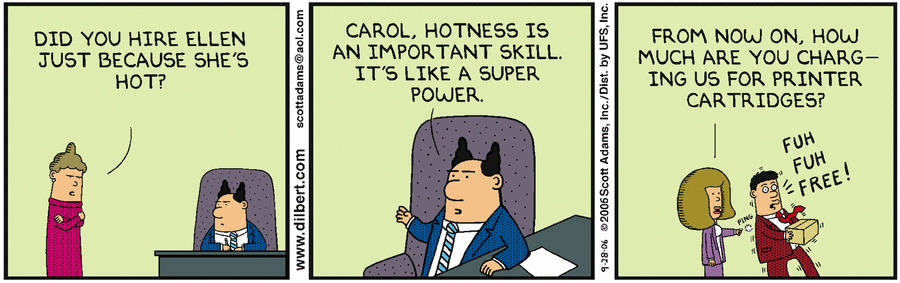 DID YOU HIRE ELLEN
JUST BECAUSE SHE'S
HOT?
www.dilbert.com
scottadams@aol.com
CAROL, HOTNESS IS
AN IMPORTANT SKILL.
IT'S LIKE A SUPER
POWER.
9-28-06 ©2006 Scott Adams, Inc./Dist. by UFS, Inc.
FROM NOW ON, HOW
MUCH ARE YOU CHARG-
ING US FOR PRINTER
CARTRIDGES?
PING
FUH
FUH
FREE!